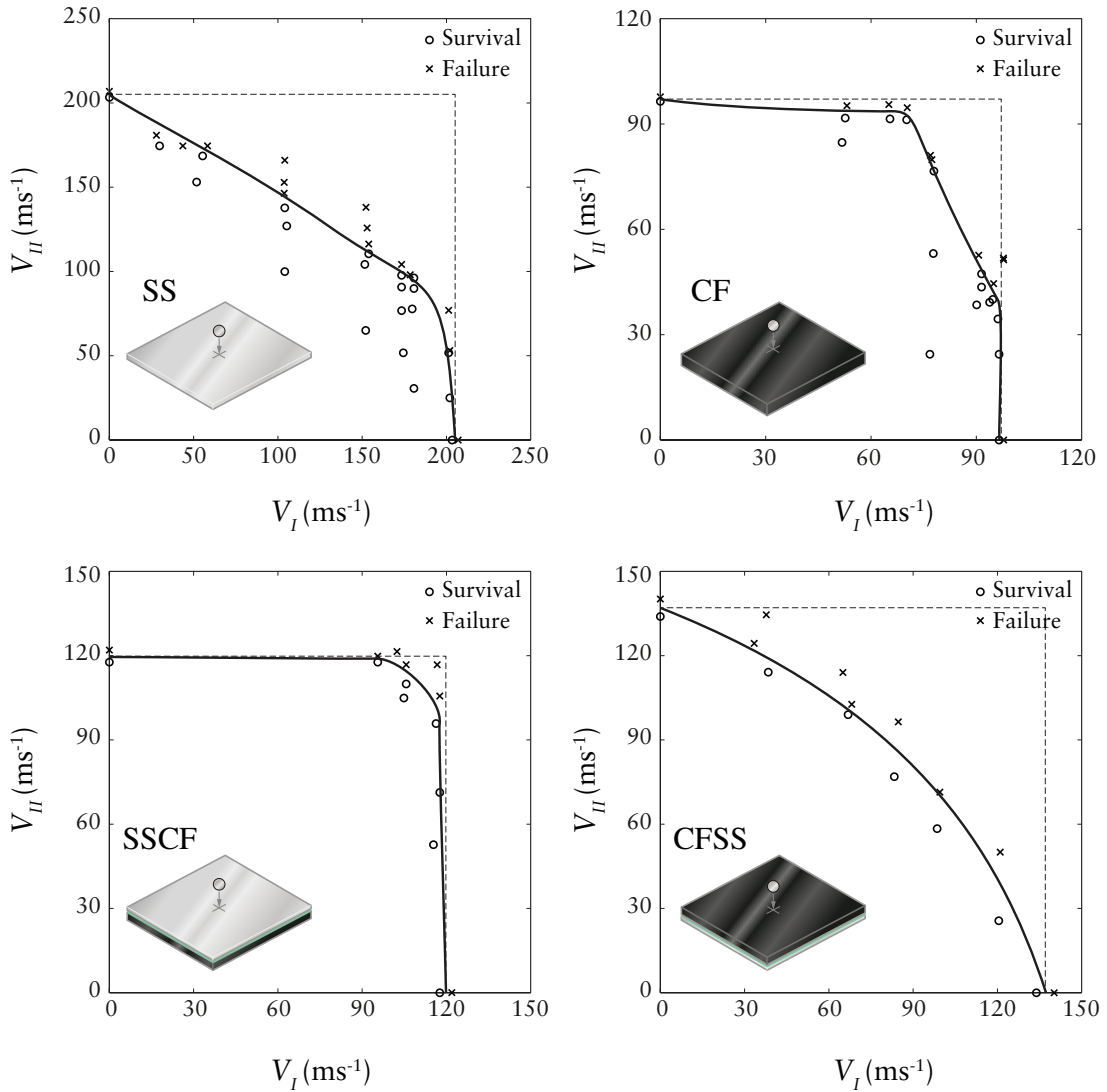 250
200
150
100
50
0
0 50 100 150 200 250
V_II (ms⁻¹)
V_I (ms⁻¹)
o Survival
× Failure
SS
120
90
60
30
0
0 30 60 90 120
V_II (ms⁻¹)
V_I (ms⁻¹)
o Survival
× Failure
CF
150
120
90
60
30
0
0 30 60 90 120 150
V_II (ms⁻¹)
V_I (ms⁻¹)
o Survival
× Failure
SSCF
150
120
90
60
30
0
0 30 60 90 120 150
V_II (ms⁻¹)
V_I (ms⁻¹)
o Survival
× Failure
CFSS